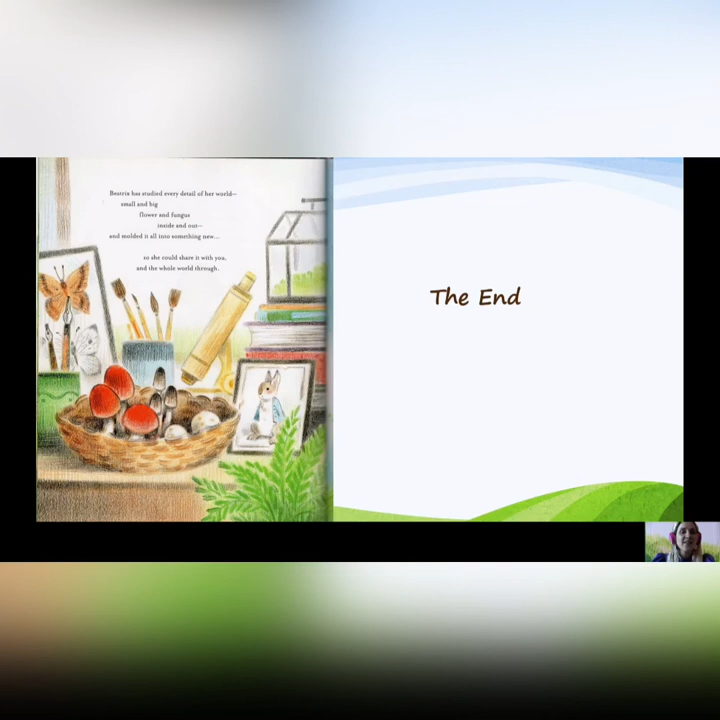 Beatrix has studied every detail of her world—
small and big
flower and fungus
inside and out—
and molded it all into something new...
so she could share it with you,
and the whole world through.
The End